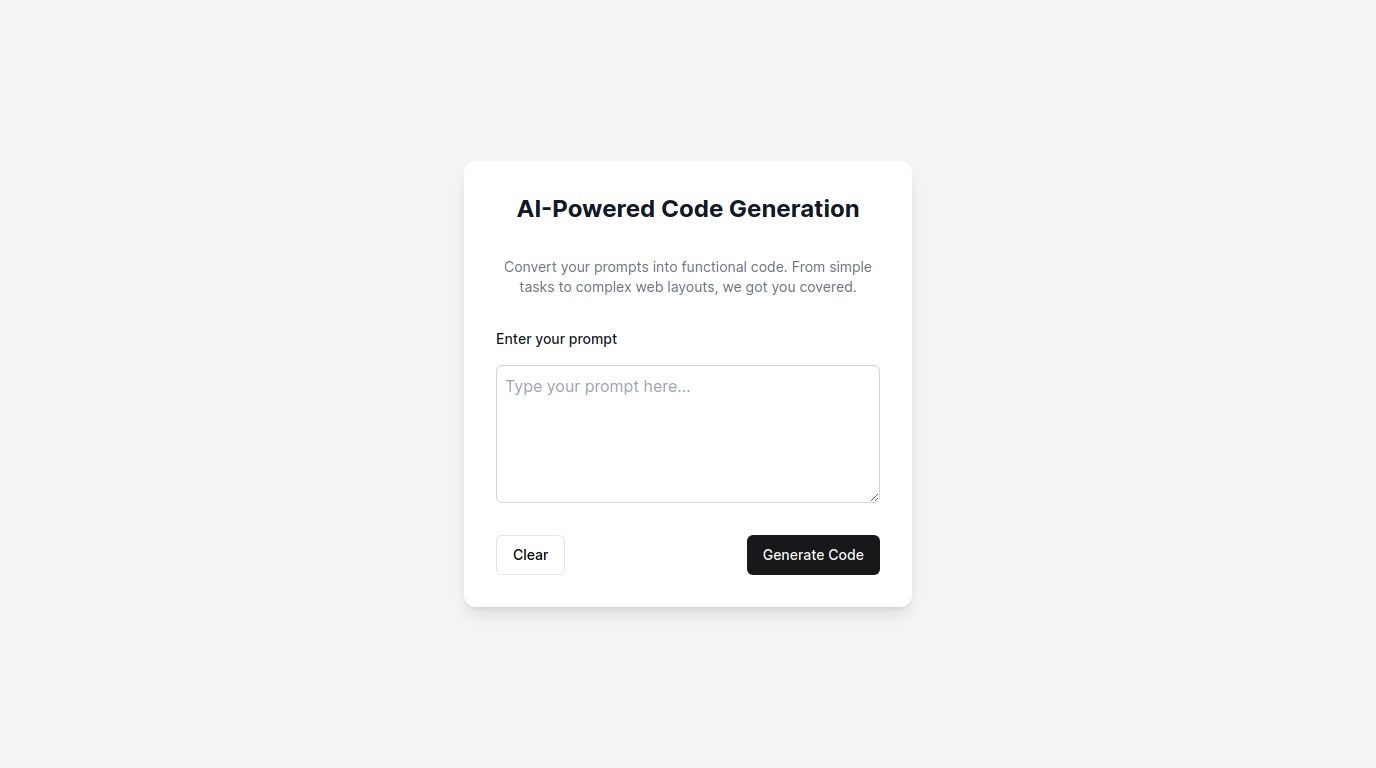 AI-Powered Code Generation
Convert your prompts into functional code. From simple
tasks to complex web layouts, we got you covered.
Enter your prompt
Type your prompt here...
Clear
Generate Code